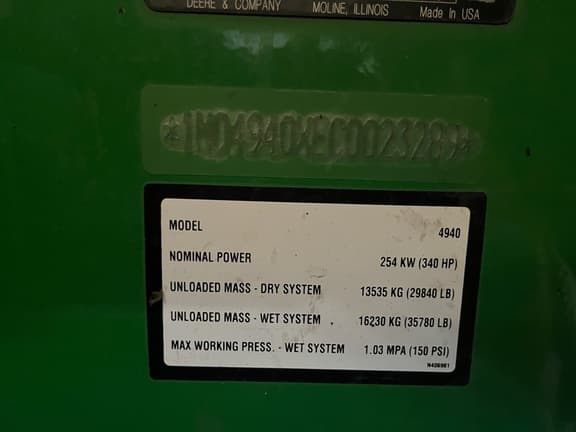 DEERE & COMPANY MOLINE, ILLINOIS Made In USA
*1N04940XEC0023289*
MODEL 4940
NOMINAL POWER 254 KW (340 HP)
UNLOADED MASS - DRY SYSTEM 13535 KG (29840 LB)
UNLOADED MASS - WET SYSTEM 16230 KG (35780 LB)
MAX WORKING PRESS. - WET SYSTEM 1.03 MPA (150 PSI)